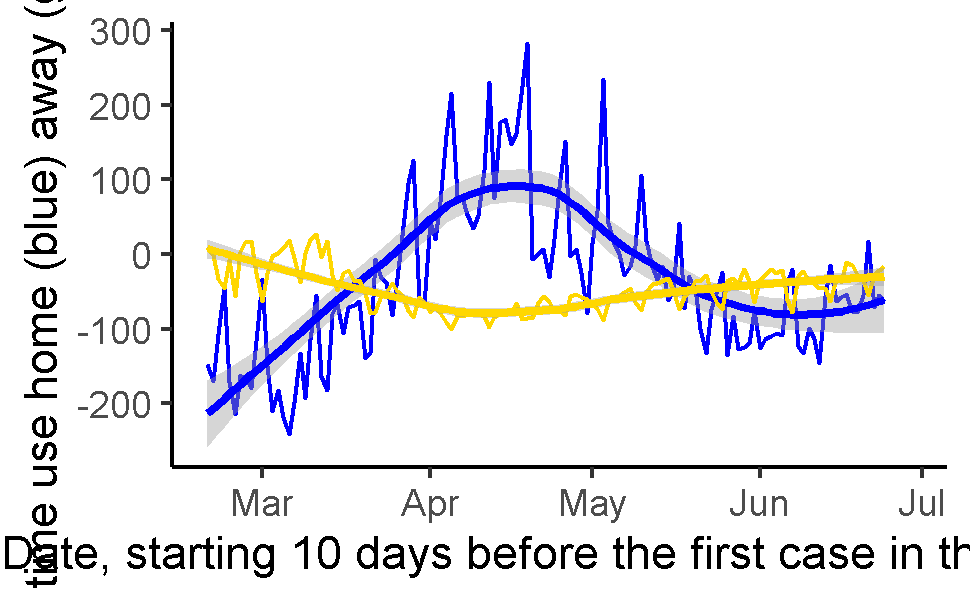 time use home (blue) away (
300
200
100
0
-100
-200
Mar Apr May Jun Jul
Date, starting 10 days before the first case in th